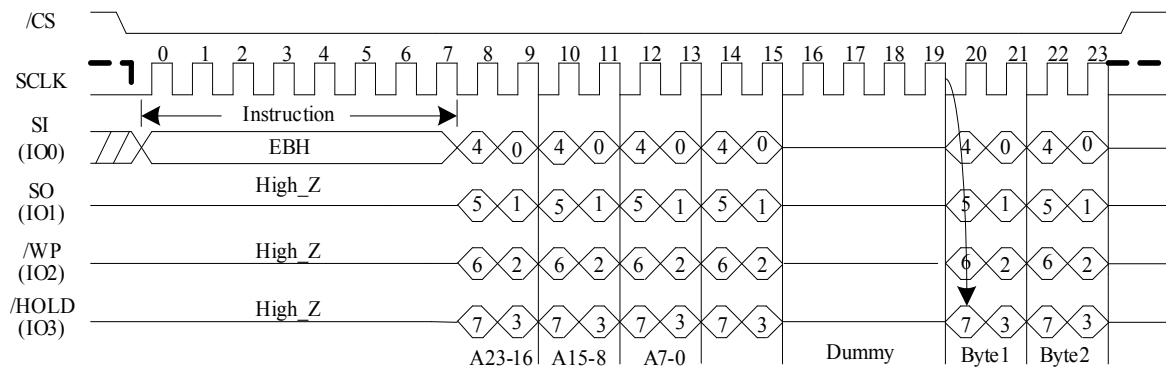 /CS
0 1 2 3 4 5 6 7 8 9 10 11 12 13 14 15 16 17 18 19 20 21 22 23
SCLK
Instruction
SI
(IO0)
EBH
4 0 4 0 4 0 4 0 4 0 4 0
High_Z
SO
(IO1)
5 1 5 1 5 1 5 1 5 1 5 1
High_Z
/WP
(IO2)
6 2 6 2 6 2 6 2 6 2 6 2
High_Z
/HOLD
(IO3)
7 3 7 3 7 3 7 3 7 3 7 3
A23-16 A15-8 A7-0 Dummy Byte1 Byte2